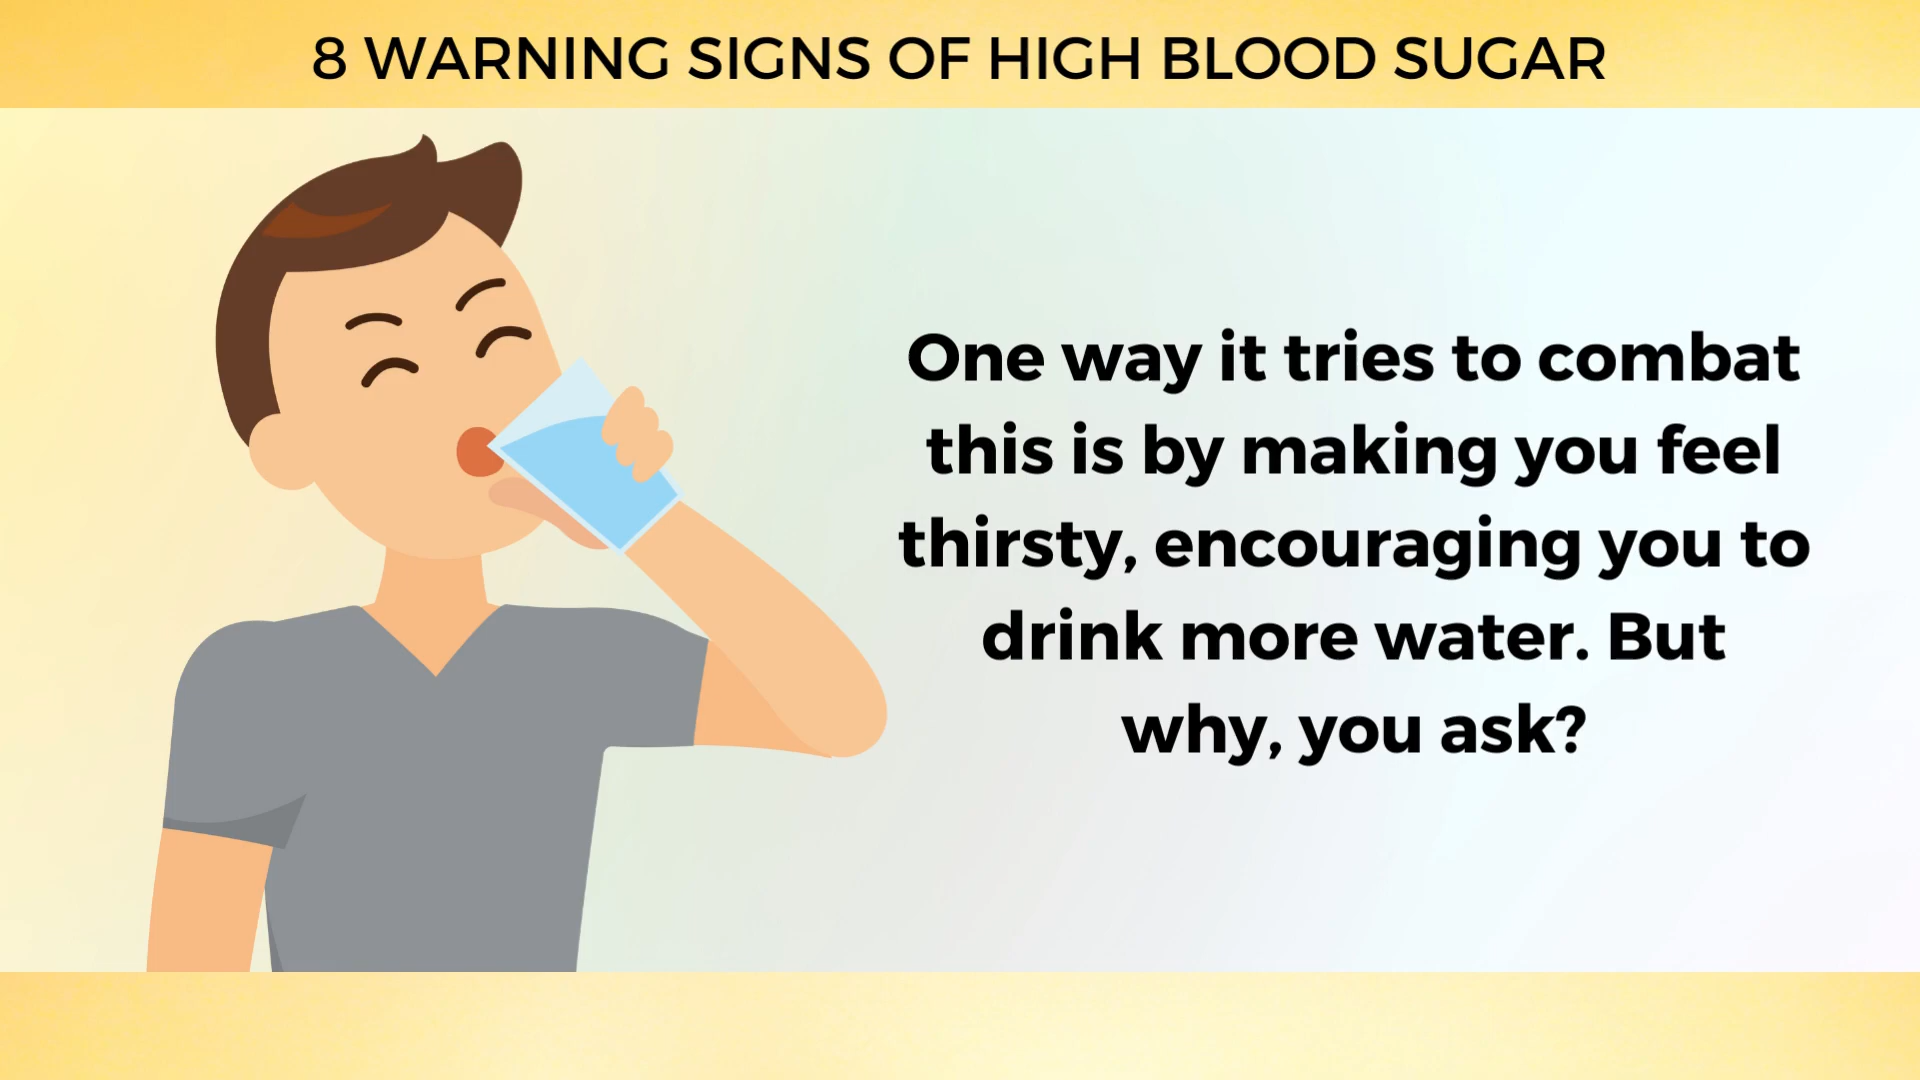 8 WARNING SIGNS OF HIGH BLOOD SUGAR
One way it tries to combat
this is by making you feel
thirsty, encouraging you to
drink more water. But
why, you ask?